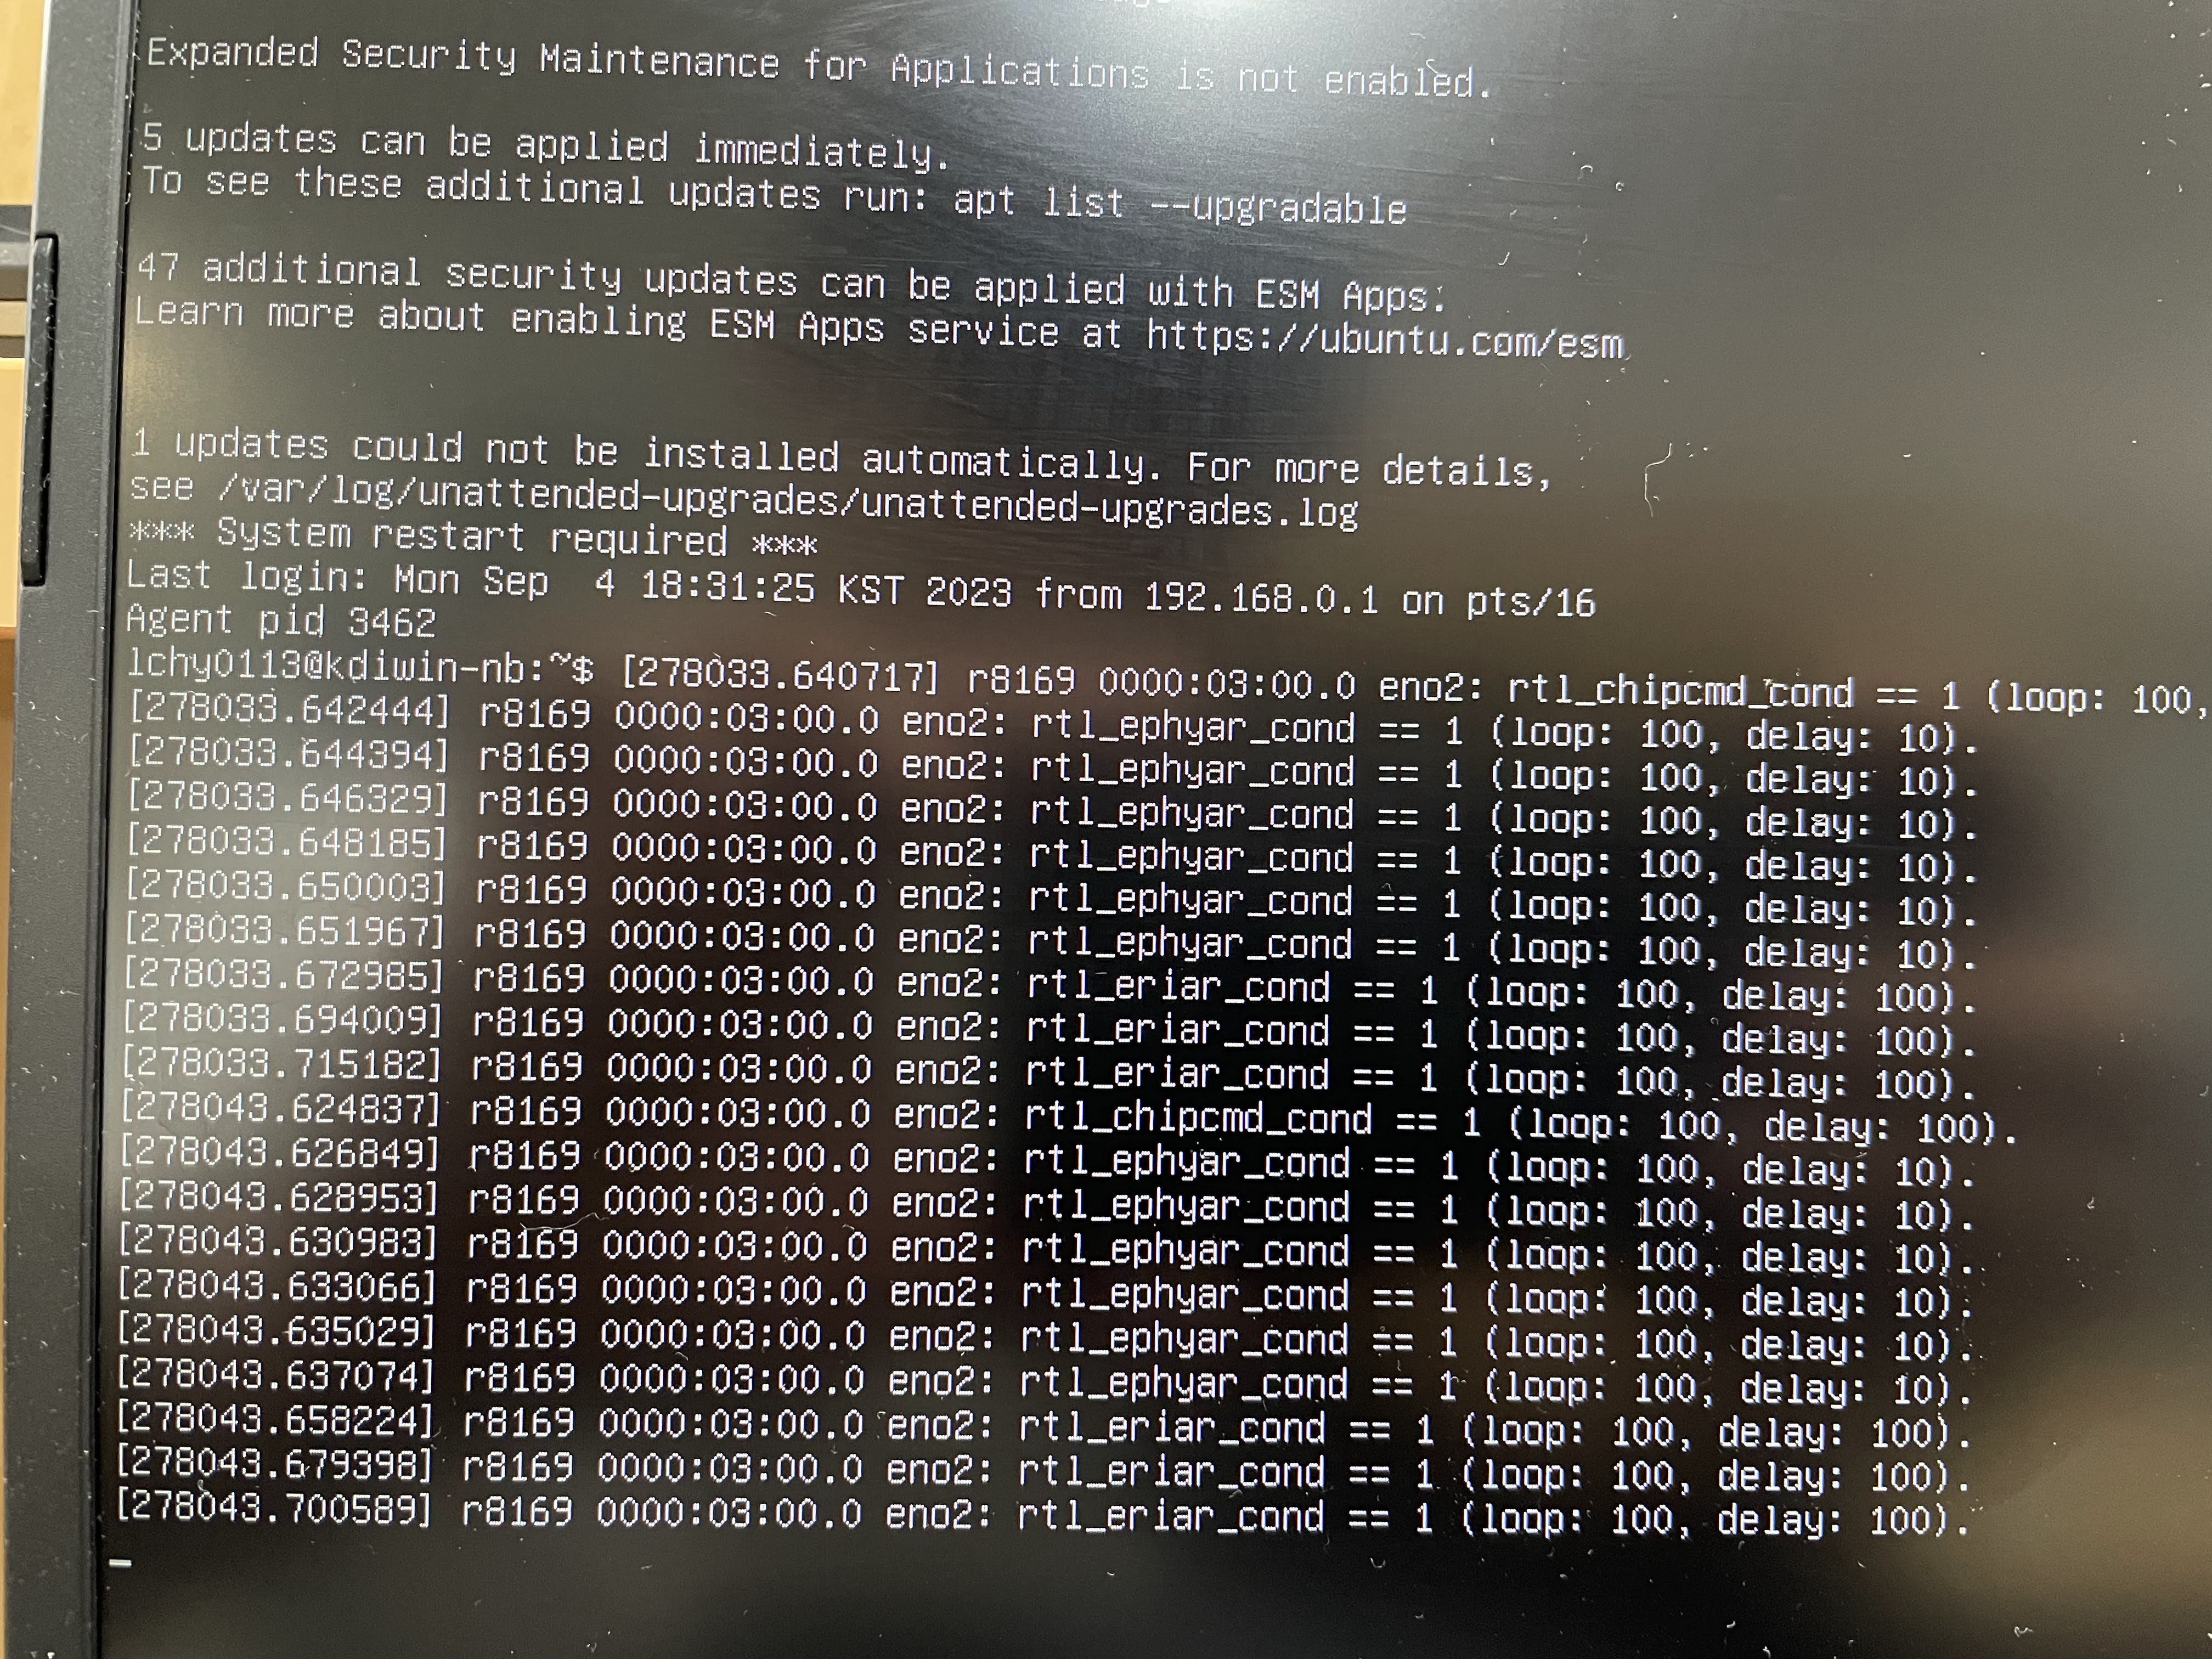 Expanded Security Maintenance for Applications is not enabled.
5 updates can be applied immediately.
To see these additional updates run: apt list --upgradable
47 additional security updates can be applied with ESM Apps.
Learn more about enabling ESM Apps service at https://ubuntu.com/esm
1 updates could not be installed automatically. For more details,
see /var/log/unattended-upgrades/unattended-upgrades.log
*** System restart required ***
Last login: Mon Sep  4 18:31:25 KST 2023 from 192.168.0.1 on pts/16
Agent pid 3462
lchy0113@kdiwin-nb:~$ [278033.640717] r8169 0000:03:00.0 eno2: rtl_chipcmd_cond == 1 (loop: 100,
[278033.642444] r8169 0000:03:00.0 eno2: rtl_ephyar_cond == 1 (loop: 100, delay: 10).
[278033.644394] r8169 0000:03:00.0 eno2: rtl_ephyar_cond == 1 (loop: 100, delay: 10).
[278033.646329] r8169 0000:03:00.0 eno2: rtl_ephyar_cond == 1 (loop: 100, delay: 10).
[278033.648185] r8169 0000:03:00.0 eno2: rtl_ephyar_cond == 1 (loop: 100, delay: 10).
[278033.650003] r8169 0000:03:00.0 eno2: rtl_ephyar_cond == 1 (loop: 100, delay: 10).
[278033.651967] r8169 0000:03:00.0 eno2: rtl_ephyar_cond == 1 (loop: 100, delay: 10).
[278033.672985] r8169 0000:03:00.0 eno2: rtl_eriar_cond == 1 (loop: 100, delay: 100).
[278033.694009] r8169 0000:03:00.0 eno2: rtl_eriar_cond == 1 (loop: 100, delay: 100).
[278033.715182] r8169 0000:03:00.0 eno2: rtl_eriar_cond == 1 (loop: 100, delay: 100).
[278043.624837] r8169 0000:03:00.0 eno2: rtl_chipcmd_cond == 1 (loop: 100, delay: 100).
[278043.626849] r8169 0000:03:00.0 eno2: rtl_ephyar_cond == 1 (loop: 100, delay: 10).
[278043.628953] r8169 0000:03:00.0 eno2: rtl_ephyar_cond == 1 (loop: 100, delay: 10).
[278043.630983] r8169 0000:03:00.0 eno2: rtl_ephyar_cond == 1 (loop: 100, delay: 10).
[278043.633066] r8169 0000:03:00.0 eno2: rtl_ephyar_cond == 1 (loop: 100, delay: 10).
[278043.635029] r8169 0000:03:00.0 eno2: rtl_ephyar_cond == 1 (loop: 100, delay: 10).
[278043.637074] r8169 0000:03:00.0 eno2: rtl_ephyar_cond == 1 (loop: 100, delay: 10).
[278043.658224] r8169 0000:03:00.0 eno2: rtl_eriar_cond == 1 (loop: 100, delay: 100).
[278043.679398] r8169 0000:03:00.0 eno2: rtl_eriar_cond == 1 (loop: 100, delay: 100).
[278043.700589] r8169 0000:03:00.0 eno2: rtl_eriar_cond == 1 (loop: 100, delay: 100).